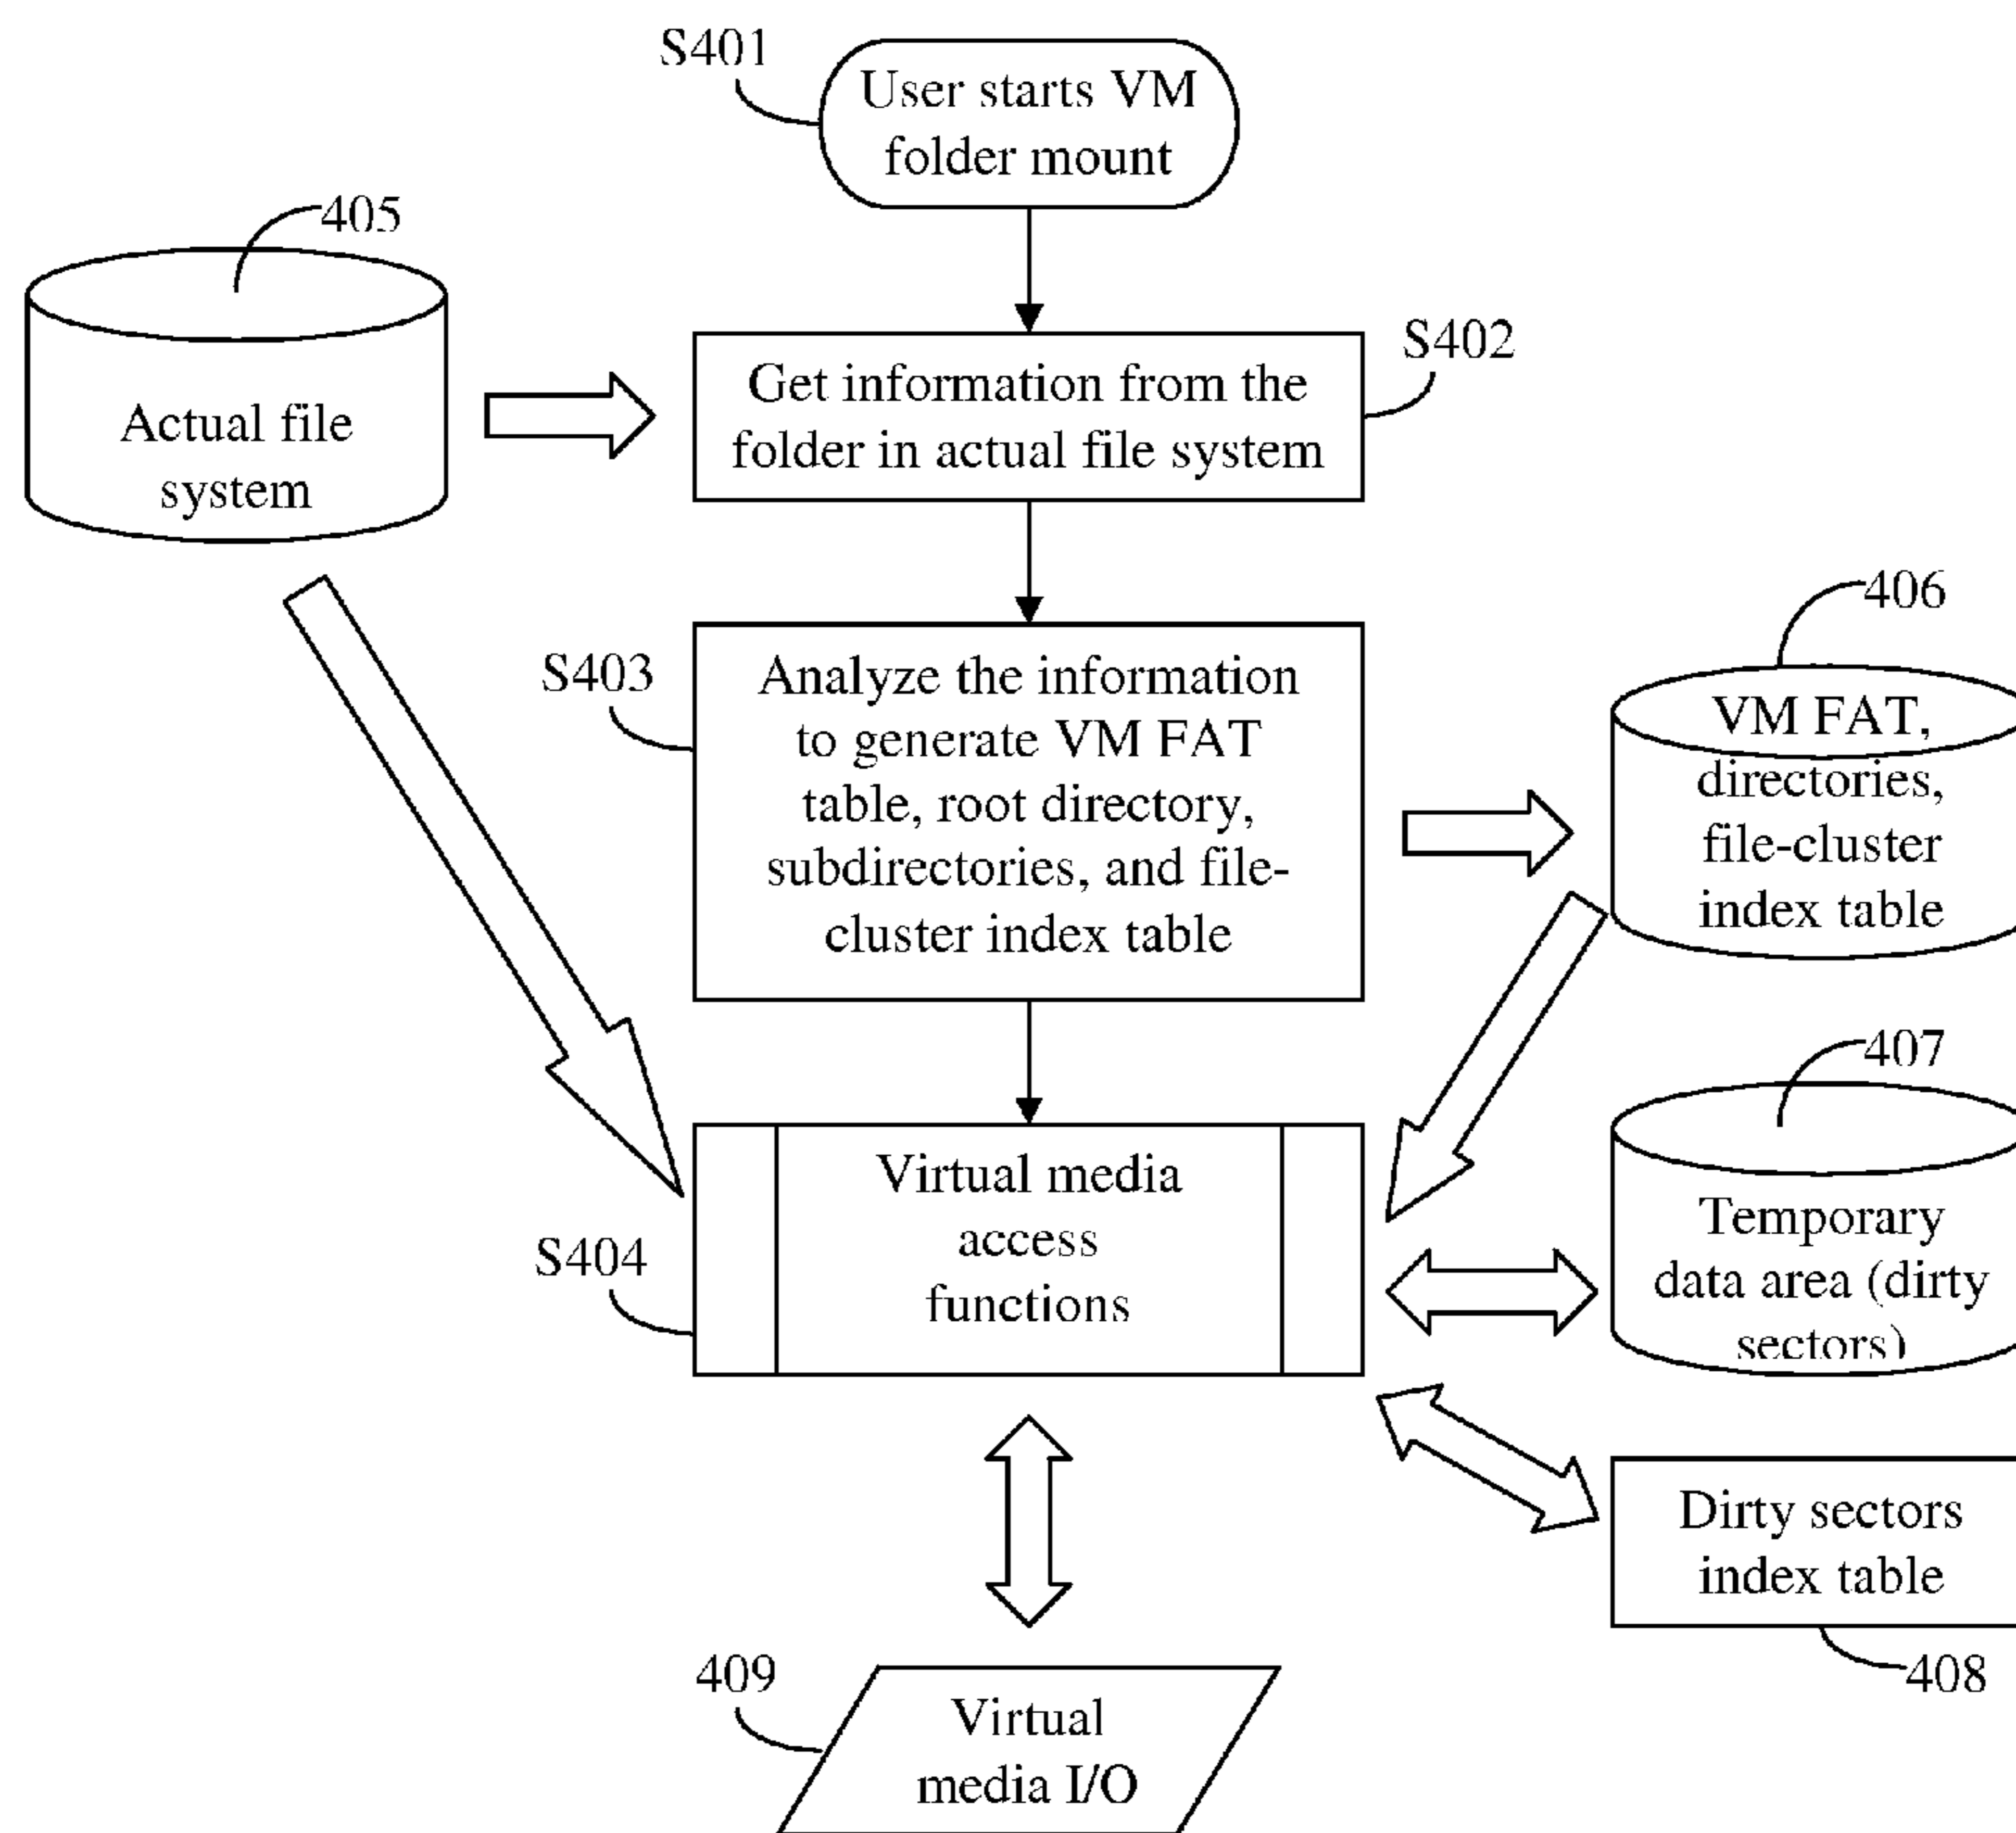 S401
User starts VM
folder mount
405
Actual file
system
S402
Get information from the
folder in actual file system
S403
Analyze the information
to generate VM FAT
table, root directory,
subdirectories, and file-
cluster index table
406
VM FAT,
directories,
file-cluster
index table
407
Temporary
data area (dirty
sectors)
S404
Virtual media
access
functions
Dirty sectors
index table
408
409
Virtual
media I/O